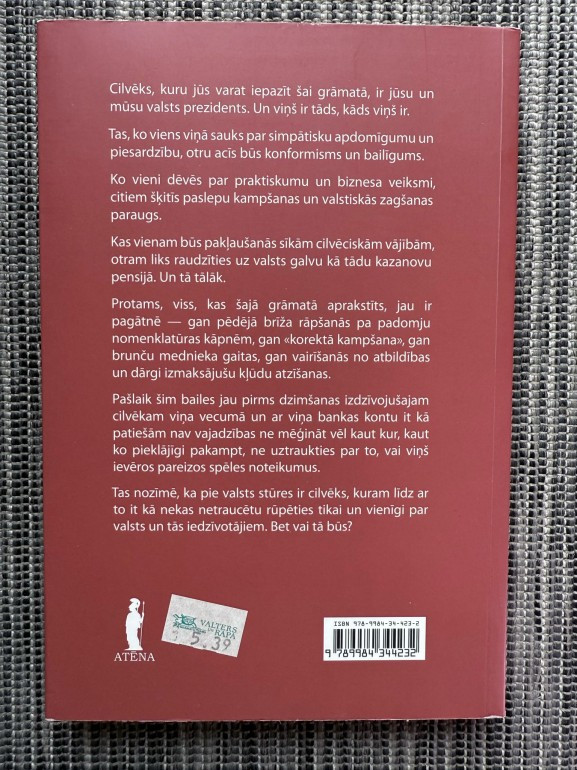 Cilvēks, kuru jūs varat iepazīt šai grāmatā, ir jūsu un
mūsu valsts prezidents. Un viņš ir tāds, kāds viņš ir.
Tas, ko viens viņā sauks par simpātisku apdomīgumu un
piesardzību, otru acīs būs konformisms un bailīgums.
Ko vieni dēvēs par praktiskumu un biznesa veiksmi,
citiem šķitīs paslepu kampšanas un valstiskās zagšanas
paraugs.
Kas vienam būs pakļaušanās sīkām cilvēciskām vājībām,
otram liks raudzīties uz valsts galvu kā tādu kazanovu
pensijā. Un tā tālāk.
Protams, viss, kas šajā grāmatā aprakstīts, jau ir
pagātnē — gan pēdējā brīža rāpšanās pa padomju
nomenklatūras kāpnēm, gan «korektā kampšana», gan
brunču mednieka gaitas, gan vairīšanās no atbildības
un dārgi izmaksājušu kļūdu atzīšanas.
Pašlaik šim bailes jau pirms dzimšanas izdzīvojušajam
cilvēkam viņa vecumā un ar viņa bankas kontu it kā
patiešām nav vajadzības ne mēģināt vēl kaut kur, kaut
ko pieklājīgi pakampt, ne uztraukties par to, vai viņš
ievēros pareizos spēles noteikumus.
Tas nozīmē, ka pie valsts stūres ir cilvēks, kuram līdz ar
to it kā nekas netraucētu rūpēties tikai un vienīgi par
valsts un tās iedzīvotājiem. Bet vai tā būs?
ATĒNA
VALTERS
UN RAPA
5.39
ISBN 978-9984-34-423-2
9 789984 344232